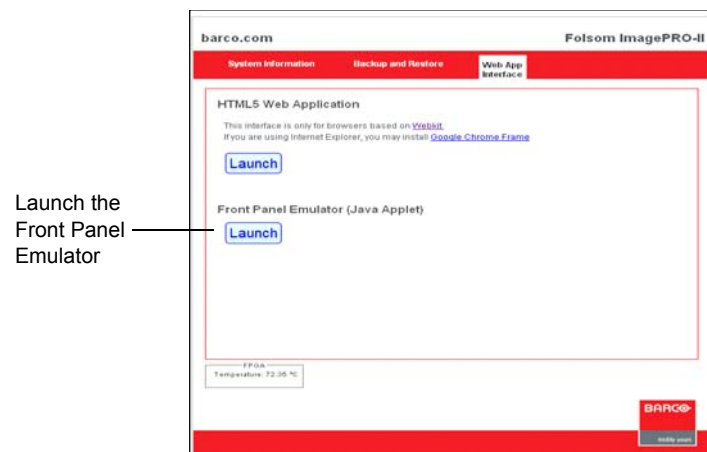 barco.com
Folsom ImagePRO-II
System Information
Backup and Restore
Web App
Interface
HTML5 Web Application
This interface is only for browsers based on Webkit.
If you are using Internet Explorer, you may install Google Chrome Frame
Launch
Front Panel Emulator (Java Applet)
Launch
Launch the
Front Panel
Emulator
FPGA
Temperature: 72.35 °C
BARCO
Visibly yours